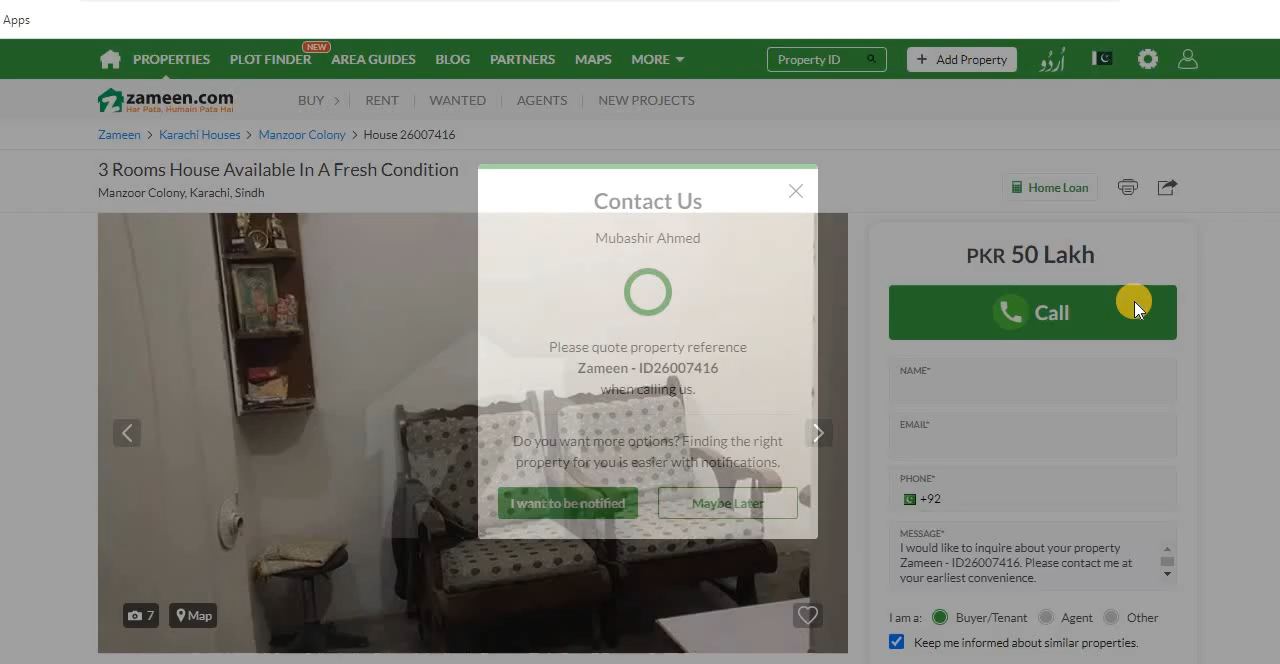 Apps
NEW
PROPERTIES PLOT FINDER AREA GUIDES BLOG PARTNERS MAPS MORE Property ID + Add Property اُردُو
zameen.com
Har Pata, Humain Pata Hai
BUY > RENT WANTED AGENTS NEW PROJECTS
Zameen > Karachi Houses > Manzoor Colony > House 26007416
3 Rooms House Available In A Fresh Condition
Manzoor Colony, Karachi, Sindh
Home Loan
Contact Us
Mubashir Ahmed
Please quote property reference
Zameen - ID26007416
when calling us.
Do you want more options? Finding the right
property for you is easier with notifications.
I want to be notified Maybe Later
7 Map
PKR 50 Lakh
Call
NAME*
EMAIL*
PHONE*
+92
MESSAGE*
I would like to inquire about your property
Zameen - ID26007416. Please contact me at
your earliest convenience.
I am a: Buyer/Tenant Agent Other
Keep me informed about similar properties.